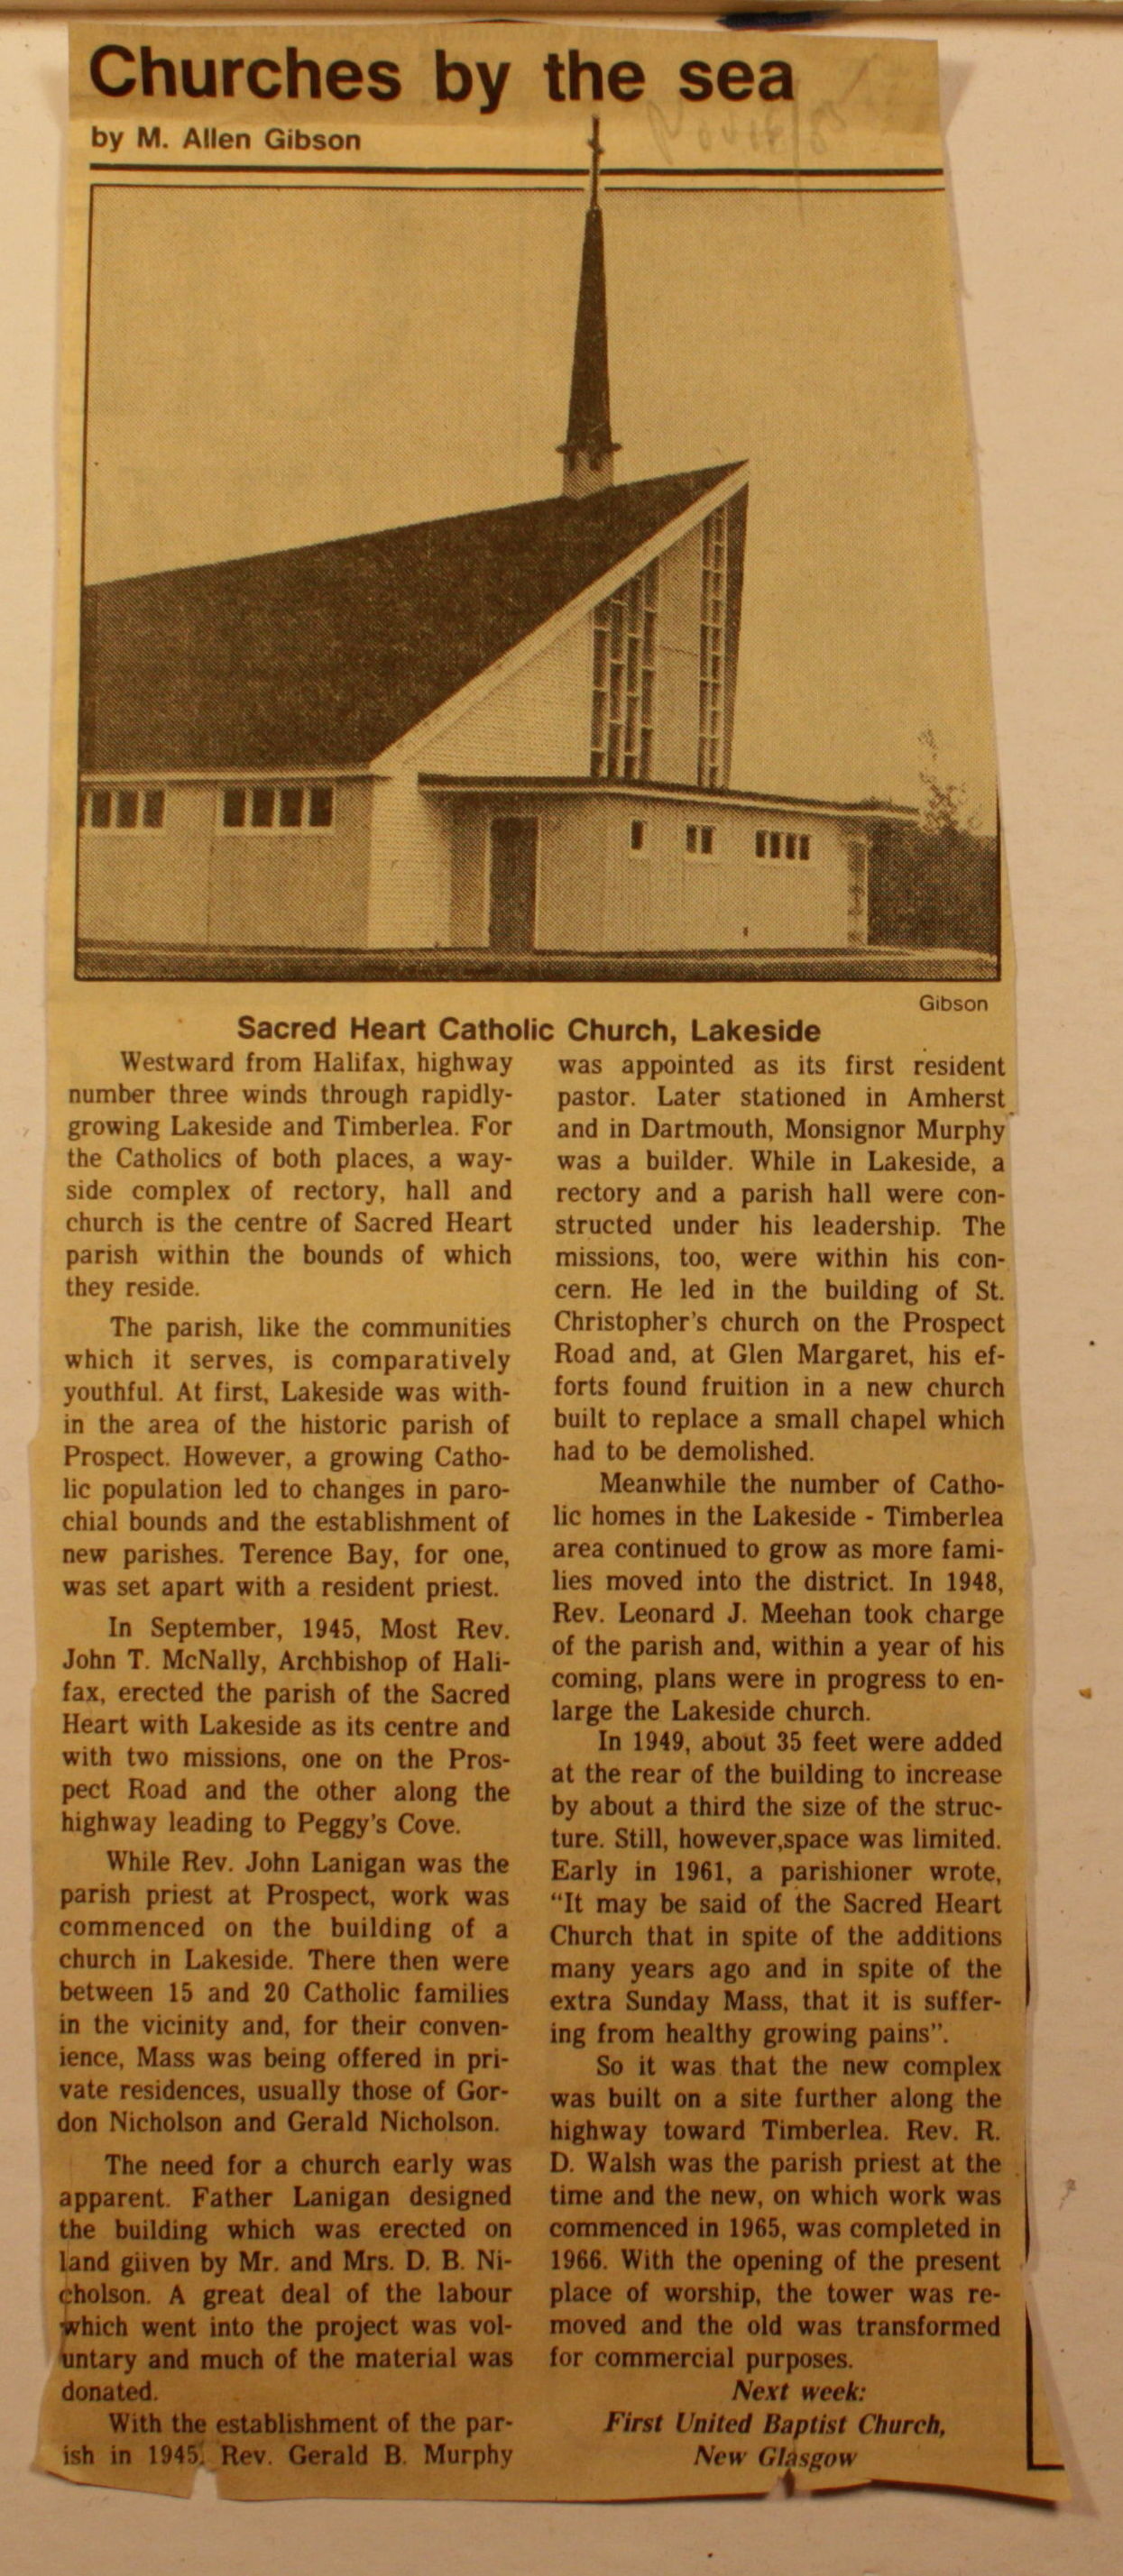 Churches by the sea
by M. Allen Gibson
Gibson
Sacred Heart Catholic Church, Lakeside
Westward from Halifax, highway
number three winds through rapidly-
growing Lakeside and Timberlea. For
the Catholics of both places, a way-
side complex of rectory, hall and
church is the centre of Sacred Heart
parish within the bounds of which
they reside.
The parish, like the communities
which it serves, is comparatively
youthful. At first, Lakeside was with-
in the area of the historic parish of
Prospect. However, a growing Catho-
lic population led to changes in paro-
chial bounds and the establishment of
new parishes. Terence Bay, for one,
was set apart with a resident priest.
In September, 1945, Most Rev.
John T. McNally, Archbishop of Hali-
fax, erected the parish of the Sacred
Heart with Lakeside as its centre and
with two missions, one on the Pros-
pect Road and the other along the
highway leading to Peggy's Cove.
While Rev. John Lanigan was the
parish priest at Prospect, work was
commenced on the building of a
church in Lakeside. There then were
between 15 and 20 Catholic families
in the vicinity and, for their conven-
ience, Mass was being offered in pri-
vate residences, usually those of Gor-
don Nicholson and Gerald Nicholson.
The need for a church early was
apparent. Father Lanigan designed
the building which was erected on
land giiven by Mr. and Mrs. D. B. Ni-
cholson. A great deal of the labour
which went into the project was vol-
untary and much of the material was
donated.
With the establishment of the par-
ish in 1945, Rev. Gerald B. Murphy
was appointed as its first resident
pastor. Later stationed in Amherst
and in Dartmouth, Monsignor Murphy
was a builder. While in Lakeside, a
rectory and a parish hall were con-
structed under his leadership. The
missions, too, were within his con-
cern. He led in the building of St.
Christopher's church on the Prospect
Road and, at Glen Margaret, his ef-
forts found fruition in a new church
built to replace a small chapel which
had to be demolished.
Meanwhile the number of Catho-
lic homes in the Lakeside - Timberlea
area continued to grow as more fami-
lies moved into the district. In 1948,
Rev. Leonard J. Meehan took charge
of the parish and, within a year of his
coming, plans were in progress to en-
large the Lakeside church.
In 1949, about 35 feet were added
at the rear of the building to increase
by about a third the size of the struc-
ture. Still, however,space was limited.
Early in 1961, a parishioner wrote,
“It may be said of the Sacred Heart
Church that in spite of the additions
many years ago and in spite of the
extra Sunday Mass, that it is suffer-
ing from healthy growing pains”.
So it was that the new complex
was built on a site further along the
highway toward Timberlea. Rev. R.
D. Walsh was the parish priest at the
time and the new, on which work was
commenced in 1965, was completed in
1966. With the opening of the present
place of worship, the tower was re-
moved and the old was transformed
for commercial purposes.
Next week:
First United Baptist Church,
New Glasgow